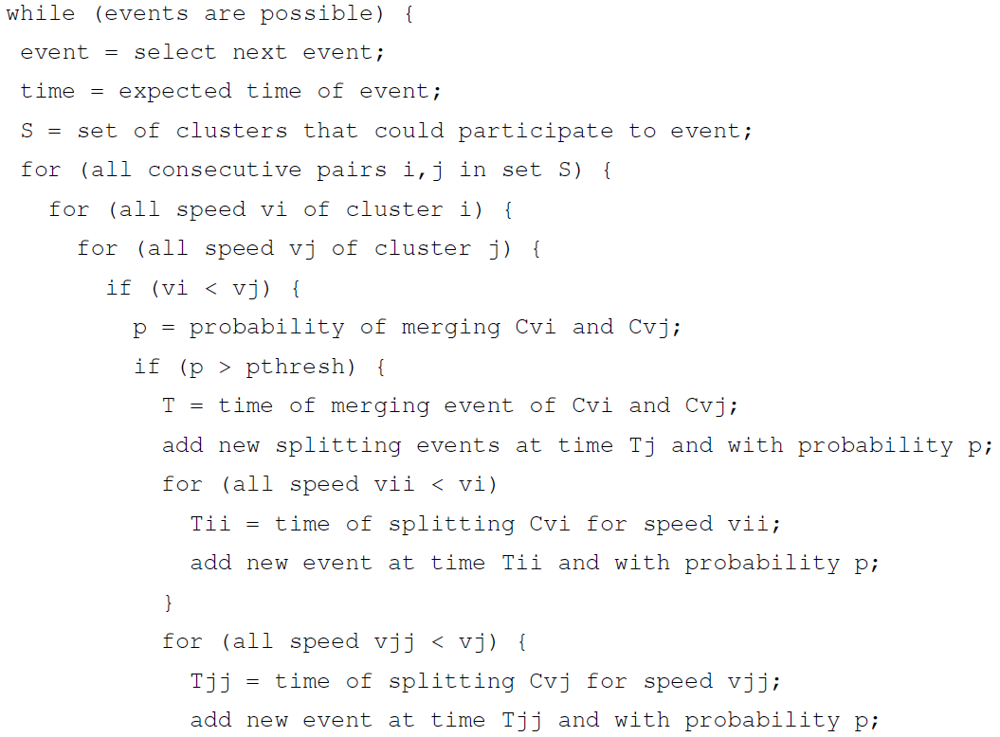 while (events are possible) {
event = select next event;
time = expected time of event;
S = set of clusters that could participate to event;
for (all consecutive pairs i,j in set S) {
for (all speed vi of cluster i) {
for (all speed vj of cluster j) {
if (vi < vj) {
p = probability of merging Cvi and Cvj;
if (p > pthresh) {
T = time of merging event of Cvi and Cvj;
add new splitting events at time Tj and with probability p;
for (all speed vii < vi)
Tii = time of splitting Cvi for speed vii;
add new event at time Tii and with probability p;
}
for (all speed vjj < vj) {
Tjj = time of splitting Cvj for speed vjj;
add new event at time Tjj and with probability p;